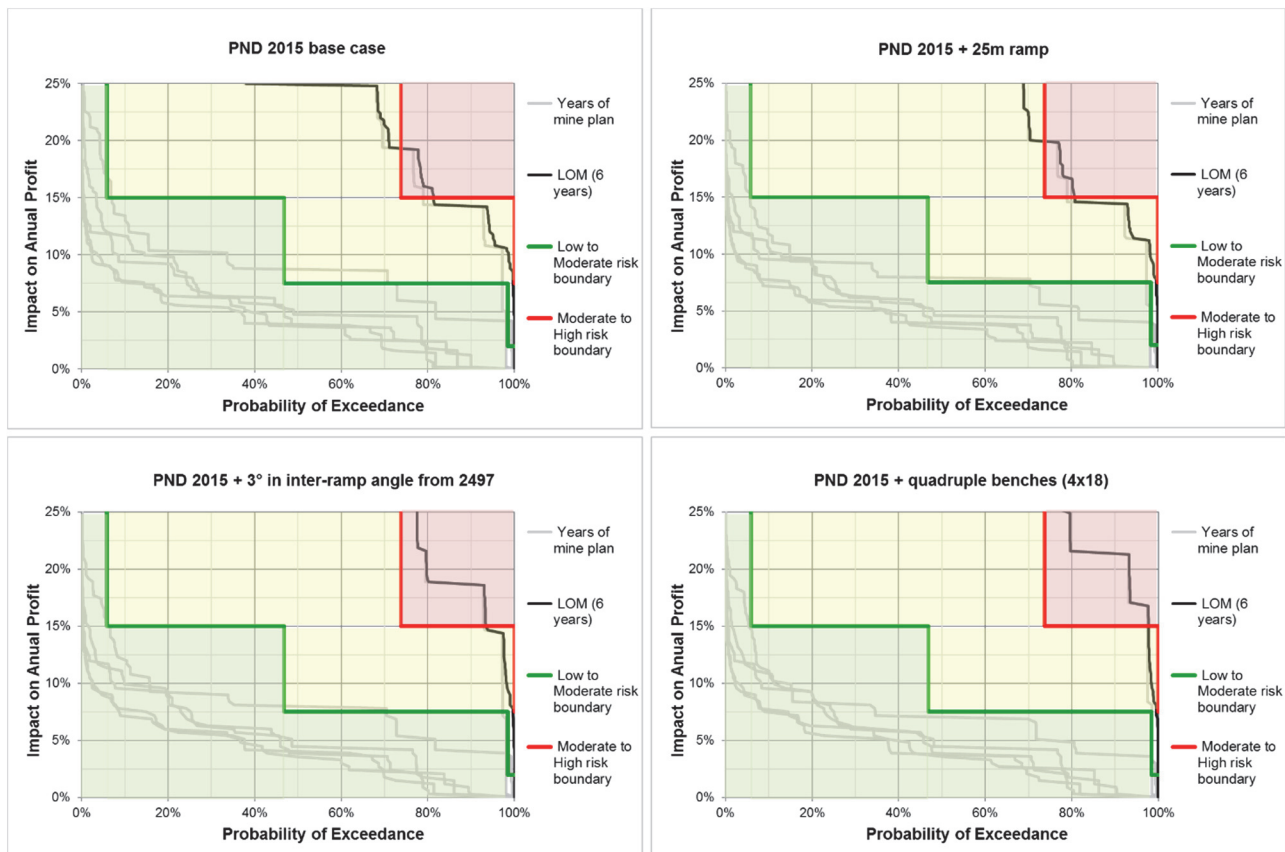 PND 2015 base case
Impact on Anual Profit
25%
20%
15%
10%
5%
0%
0%
20%
40%
60%
80%
100%
Probability of Exceedance
Years of
mine plan
LOM (6
years)
Low to
Moderate risk
boundary
Moderate to
High risk
boundary
PND 2015 + 25m ramp
Impact on Anual Profit
25%
20%
15%
10%
5%
0%
0%
20%
40%
60%
80%
100%
Probability of Exceedance
Years of
mine plan
LOM (6
years)
Low to
Moderate risk
boundary
Moderate to
High risk
boundary
PND 2015 + 3° in inter-ramp angle from 2497
Impact on Anual Profit
25%
20%
15%
10%
5%
0%
0%
20%
40%
60%
80%
100%
Probability of Exceedance
Years of
mine plan
LOM (6
years)
Low to
Moderate risk
boundary
Moderate to
High risk
boundary
PND 2015 + quadruple benches (4x18)
Impact on Anual Profit
25%
20%
15%
10%
5%
0%
0%
20%
40%
60%
80%
100%
Probability of Exceedance
Years of
mine plan
LOM (6
years)
Low to
Moderate risk
boundary
Moderate to
High risk
boundary